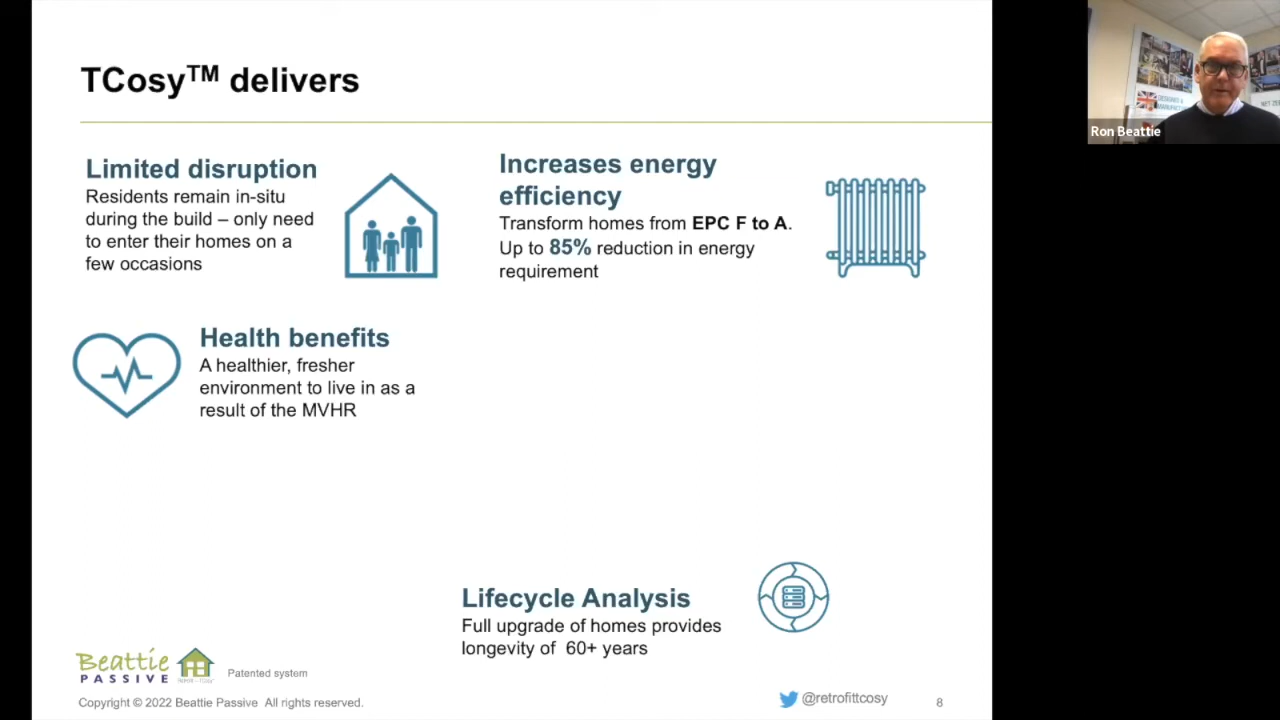 TCosy™ delivers
Limited disruption
Residents remain in-situ
during the build – only need
to enter their homes on a
few occasions
Increases energy
efficiency
Transform homes from EPC F to A.
Up to 85% reduction in energy
requirement
Health benefits
A healthier, fresher
environment to live in as a
result of the MVHR
Lifecycle Analysis
Full upgrade of homes provides
longevity of 60+ years
Beattie
PASSIVE
Patented system
Copyright © 2022 Beattie Passive All rights reserved.
@retrofittcosy
8
DESIGNED &
Ron Beattie